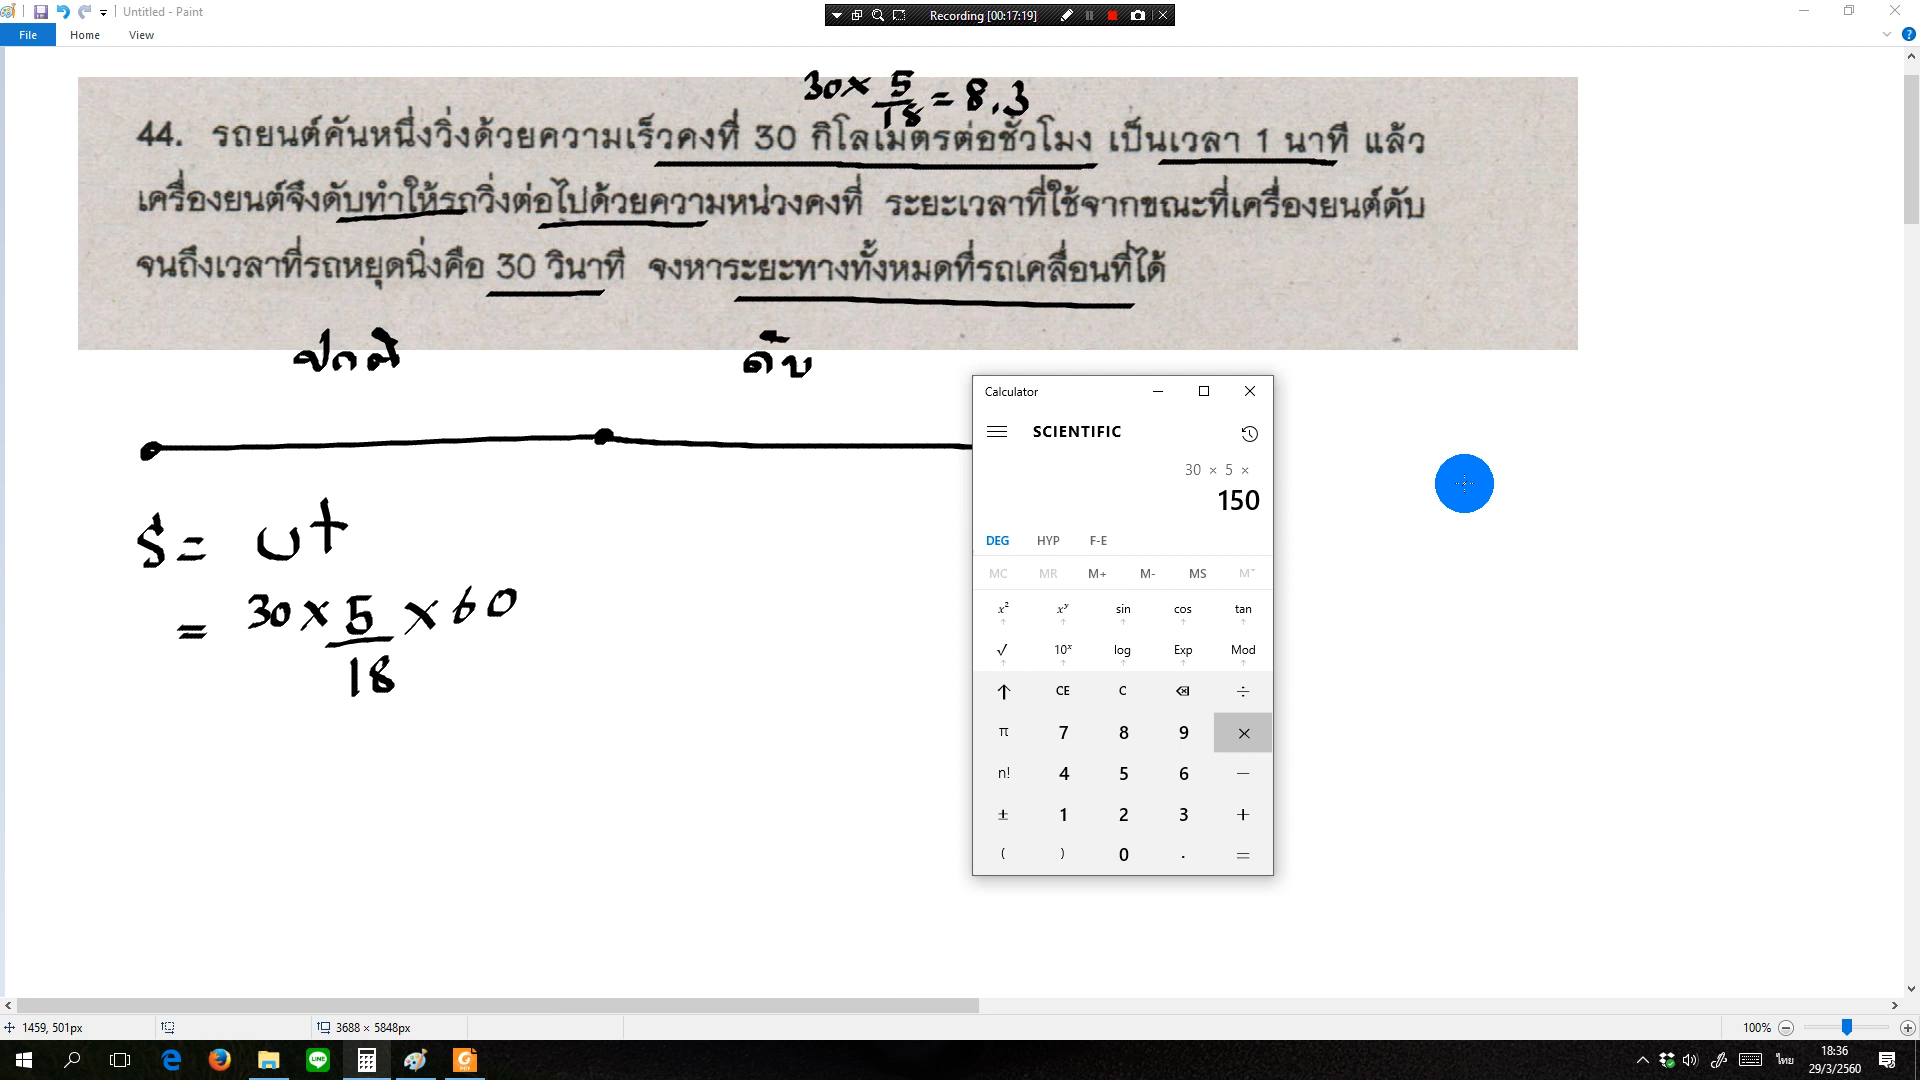 Untitled - Paint
Recording [00:17:19]
File Home View
30 × 5/18 = 8.3
44. รถยนต์คันหนึ่งวิ่งด้วยความเร็วคงที่ 30 กิโลเมตรต่อชั่วโมง เป็นเวลา 1 นาที แล้ว
เครื่องยนต์จึงดับทำให้รถวิ่งต่อไปด้วยความหน่วงคงที่ ระยะเวลาที่ใช้จากขณะที่เครื่องยนต์ดับ
จนถึงเวลาที่รถหยุดนิ่งคือ 30 วินาที จงหาระยะทางทั้งหมดที่รถเคลื่อนที่ได้
ปกติ ดับ
S = ut
= 30 × 5/18 × 60
Calculator
SCIENTIFIC
30 × 5 ×
150
DEG HYP F-E
MC MR M+ M- MS M˅
x² xʸ sin cos tan
√ 10ˣ log Exp Mod
↑ CE C ⌫ ÷
π 7 8 9 ×
n! 4 5 6 −
± 1 2 3 +
( ) 0 . =
1459, 501px 3688 × 5848px 100%
LINE
PDF
ไทย
18:36
29/3/2560